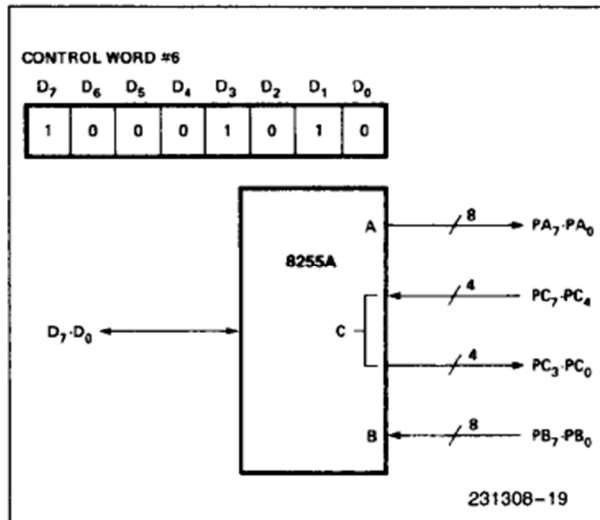 CONTROL WORD #6
D₇ D₆ D₅ D₄ D₃ D₂ D₁ D₀
1 0 0 0 1 0 1 0
A 8 PA₇-PA₀
8255A
4 PC₇-PC₄
D₇-D₀ C
4 PC₃-PC₀
B 8 PB₇-PB₀
231308-19